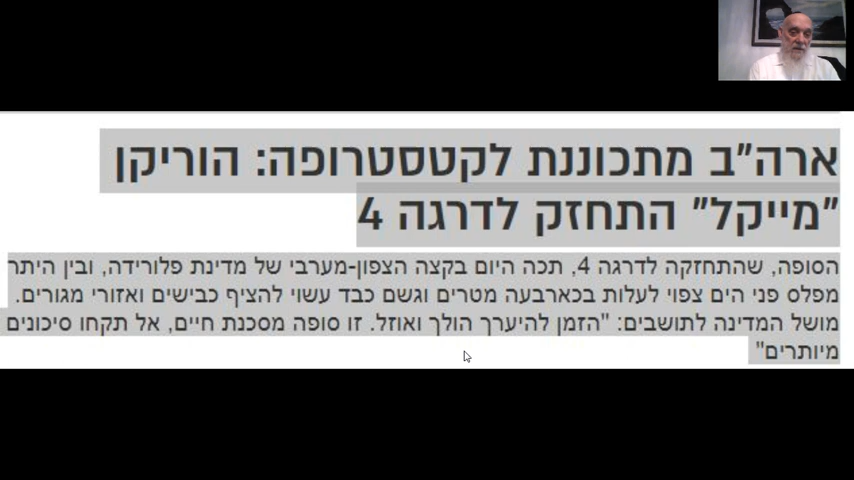 ארה"ב מתכוננת לקטסטרופה: הוריקן
"מייקל" התחזק לדרגה 4
הסופה, שהתחזקה לדרגה 4, תכה היום בקצה הצפון-מערבי של מדינת פלורידה, ובין היתר
מפלס פני הים צפוי לעלות בכארבעה מטרים וגשם כבד עשוי להציף כבישים ואזורי מגורים.
מושל המדינה לתושבים: "הזמן להיערך הולך ואוזל. זו סופה מסכנת חיים, אל תקחו סיכונים
מיותרים"